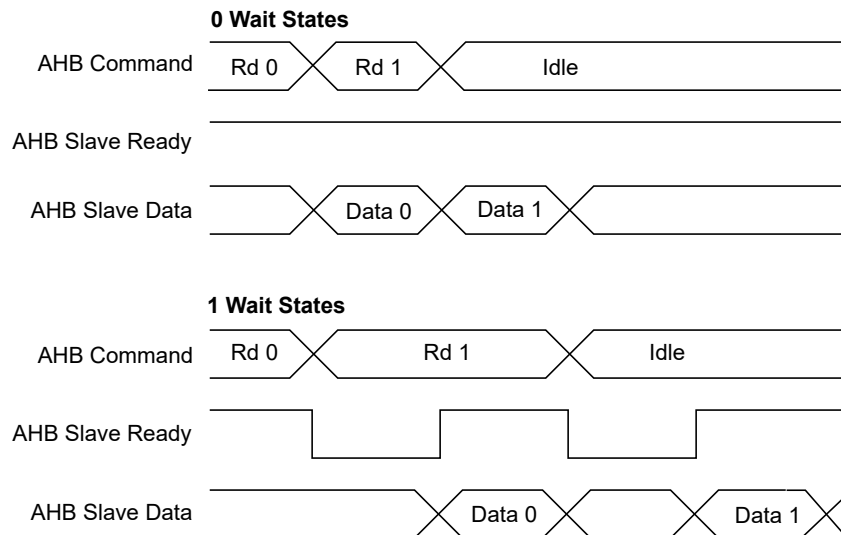 0 Wait States
AHB Command Rd 0 Rd 1 Idle
AHB Slave Ready
AHB Slave Data Data 0 Data 1
1 Wait States
AHB Command Rd 0 Rd 1 Idle
AHB Slave Ready
AHB Slave Data Data 0 Data 1